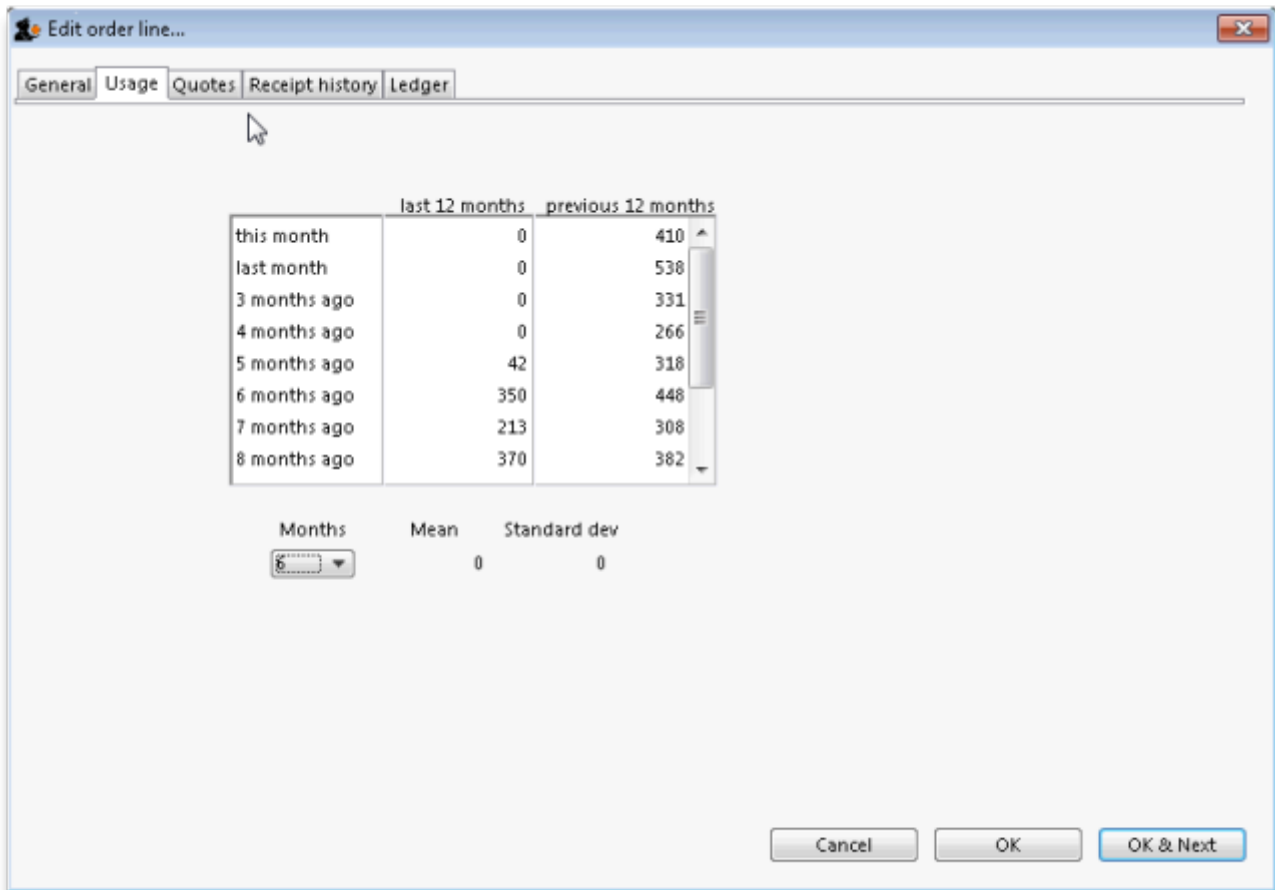 Edit order line...
General Usage Quotes Receipt history Ledger
last 12 months previous 12 months
this month 0 410
last month 0 538
3 months ago 0 331
4 months ago 0 266
5 months ago 42 318
6 months ago 350 448
7 months ago 213 308
8 months ago 370 382
Months Mean Standard dev
6 0 0
Cancel OK OK & Next